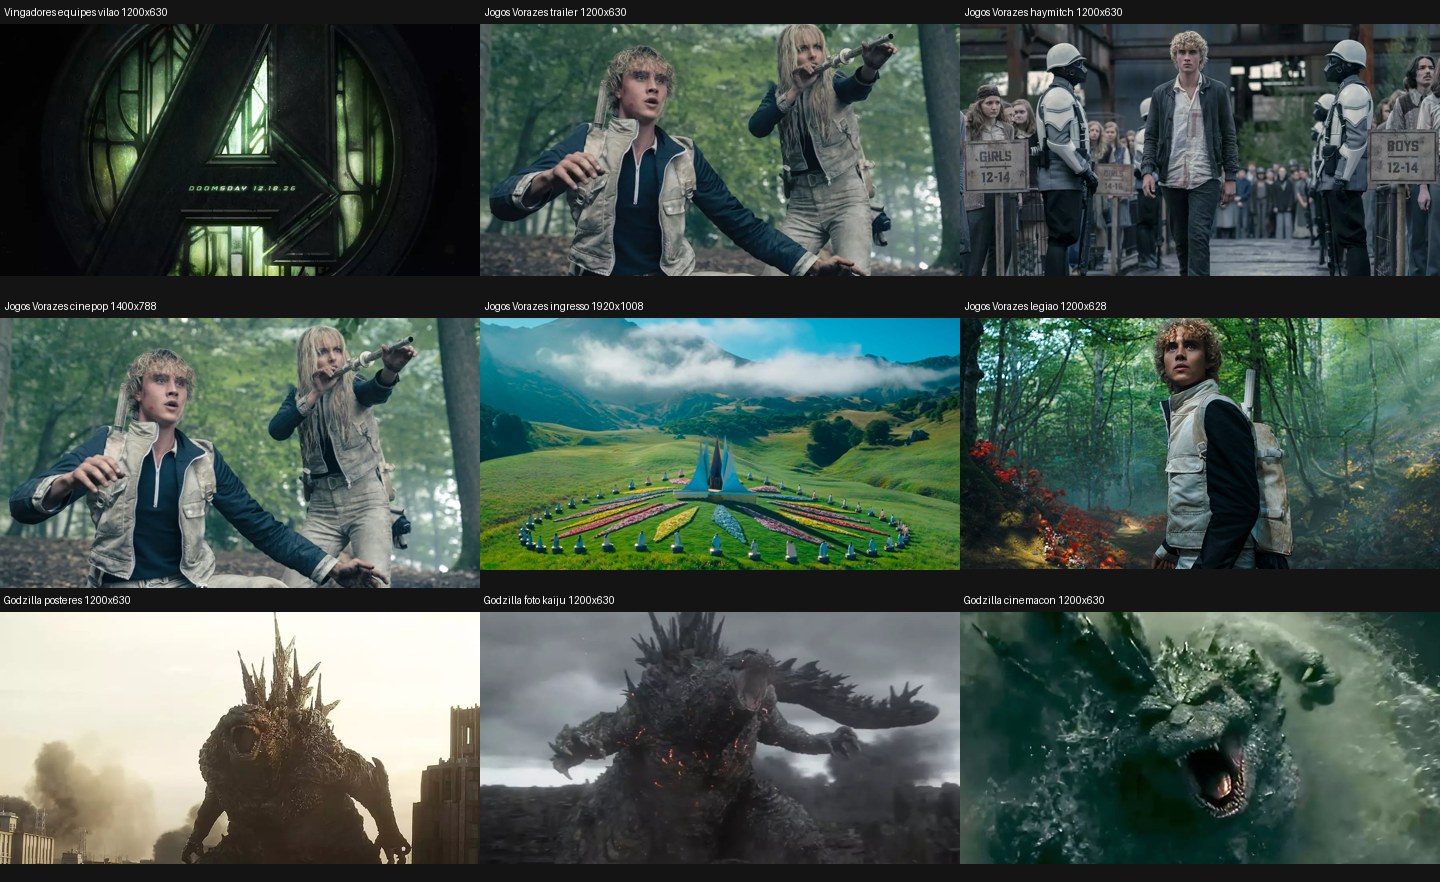 Vingadores equipes vilao 1200x630
Jogos Vorazes trailer 1200x630
Jogos Vorazes haymitch 1200x630
DOOMSDAY 12.18.26
GIRLS
12-14
BOYS
12-14
Jogos Vorazes cinepop 1400x788
Jogos Vorazes ingresso 1920x1008
Jogos Vorazes legiao 1200x628
Godzilla posteres 1200x630
Godzilla foto kaiju 1200x630
Godzilla cinemacon 1200x630